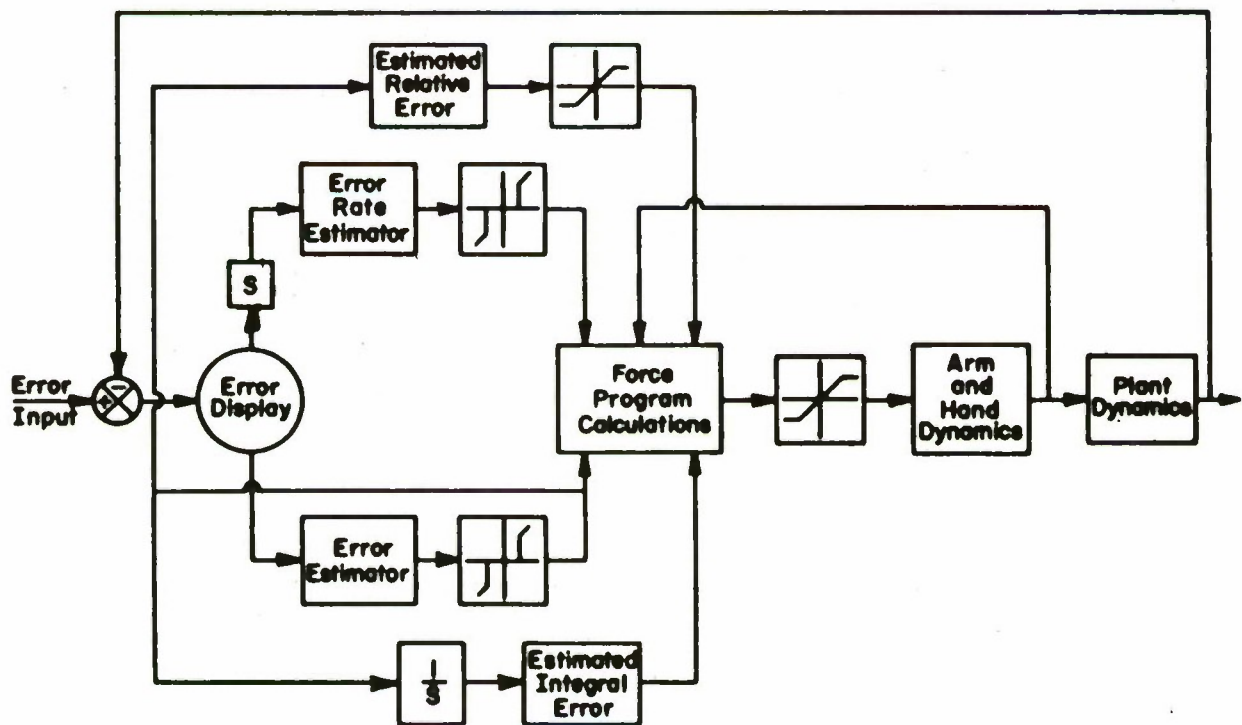 Estimated
Relative
Error
Error
Rate
Estimator
S
Error
Input
+
−
Error
Display
Force
Program
Calculations
Arm
and
Hand
Dynamics
Plant
Dynamics
Error
Estimator
1
S
Estimated
Integral
Error